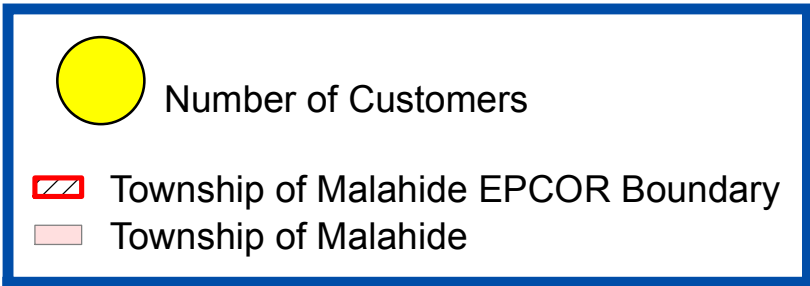 Number of Customers
Township of Malahide EPCOR Boundary
Township of Malahide